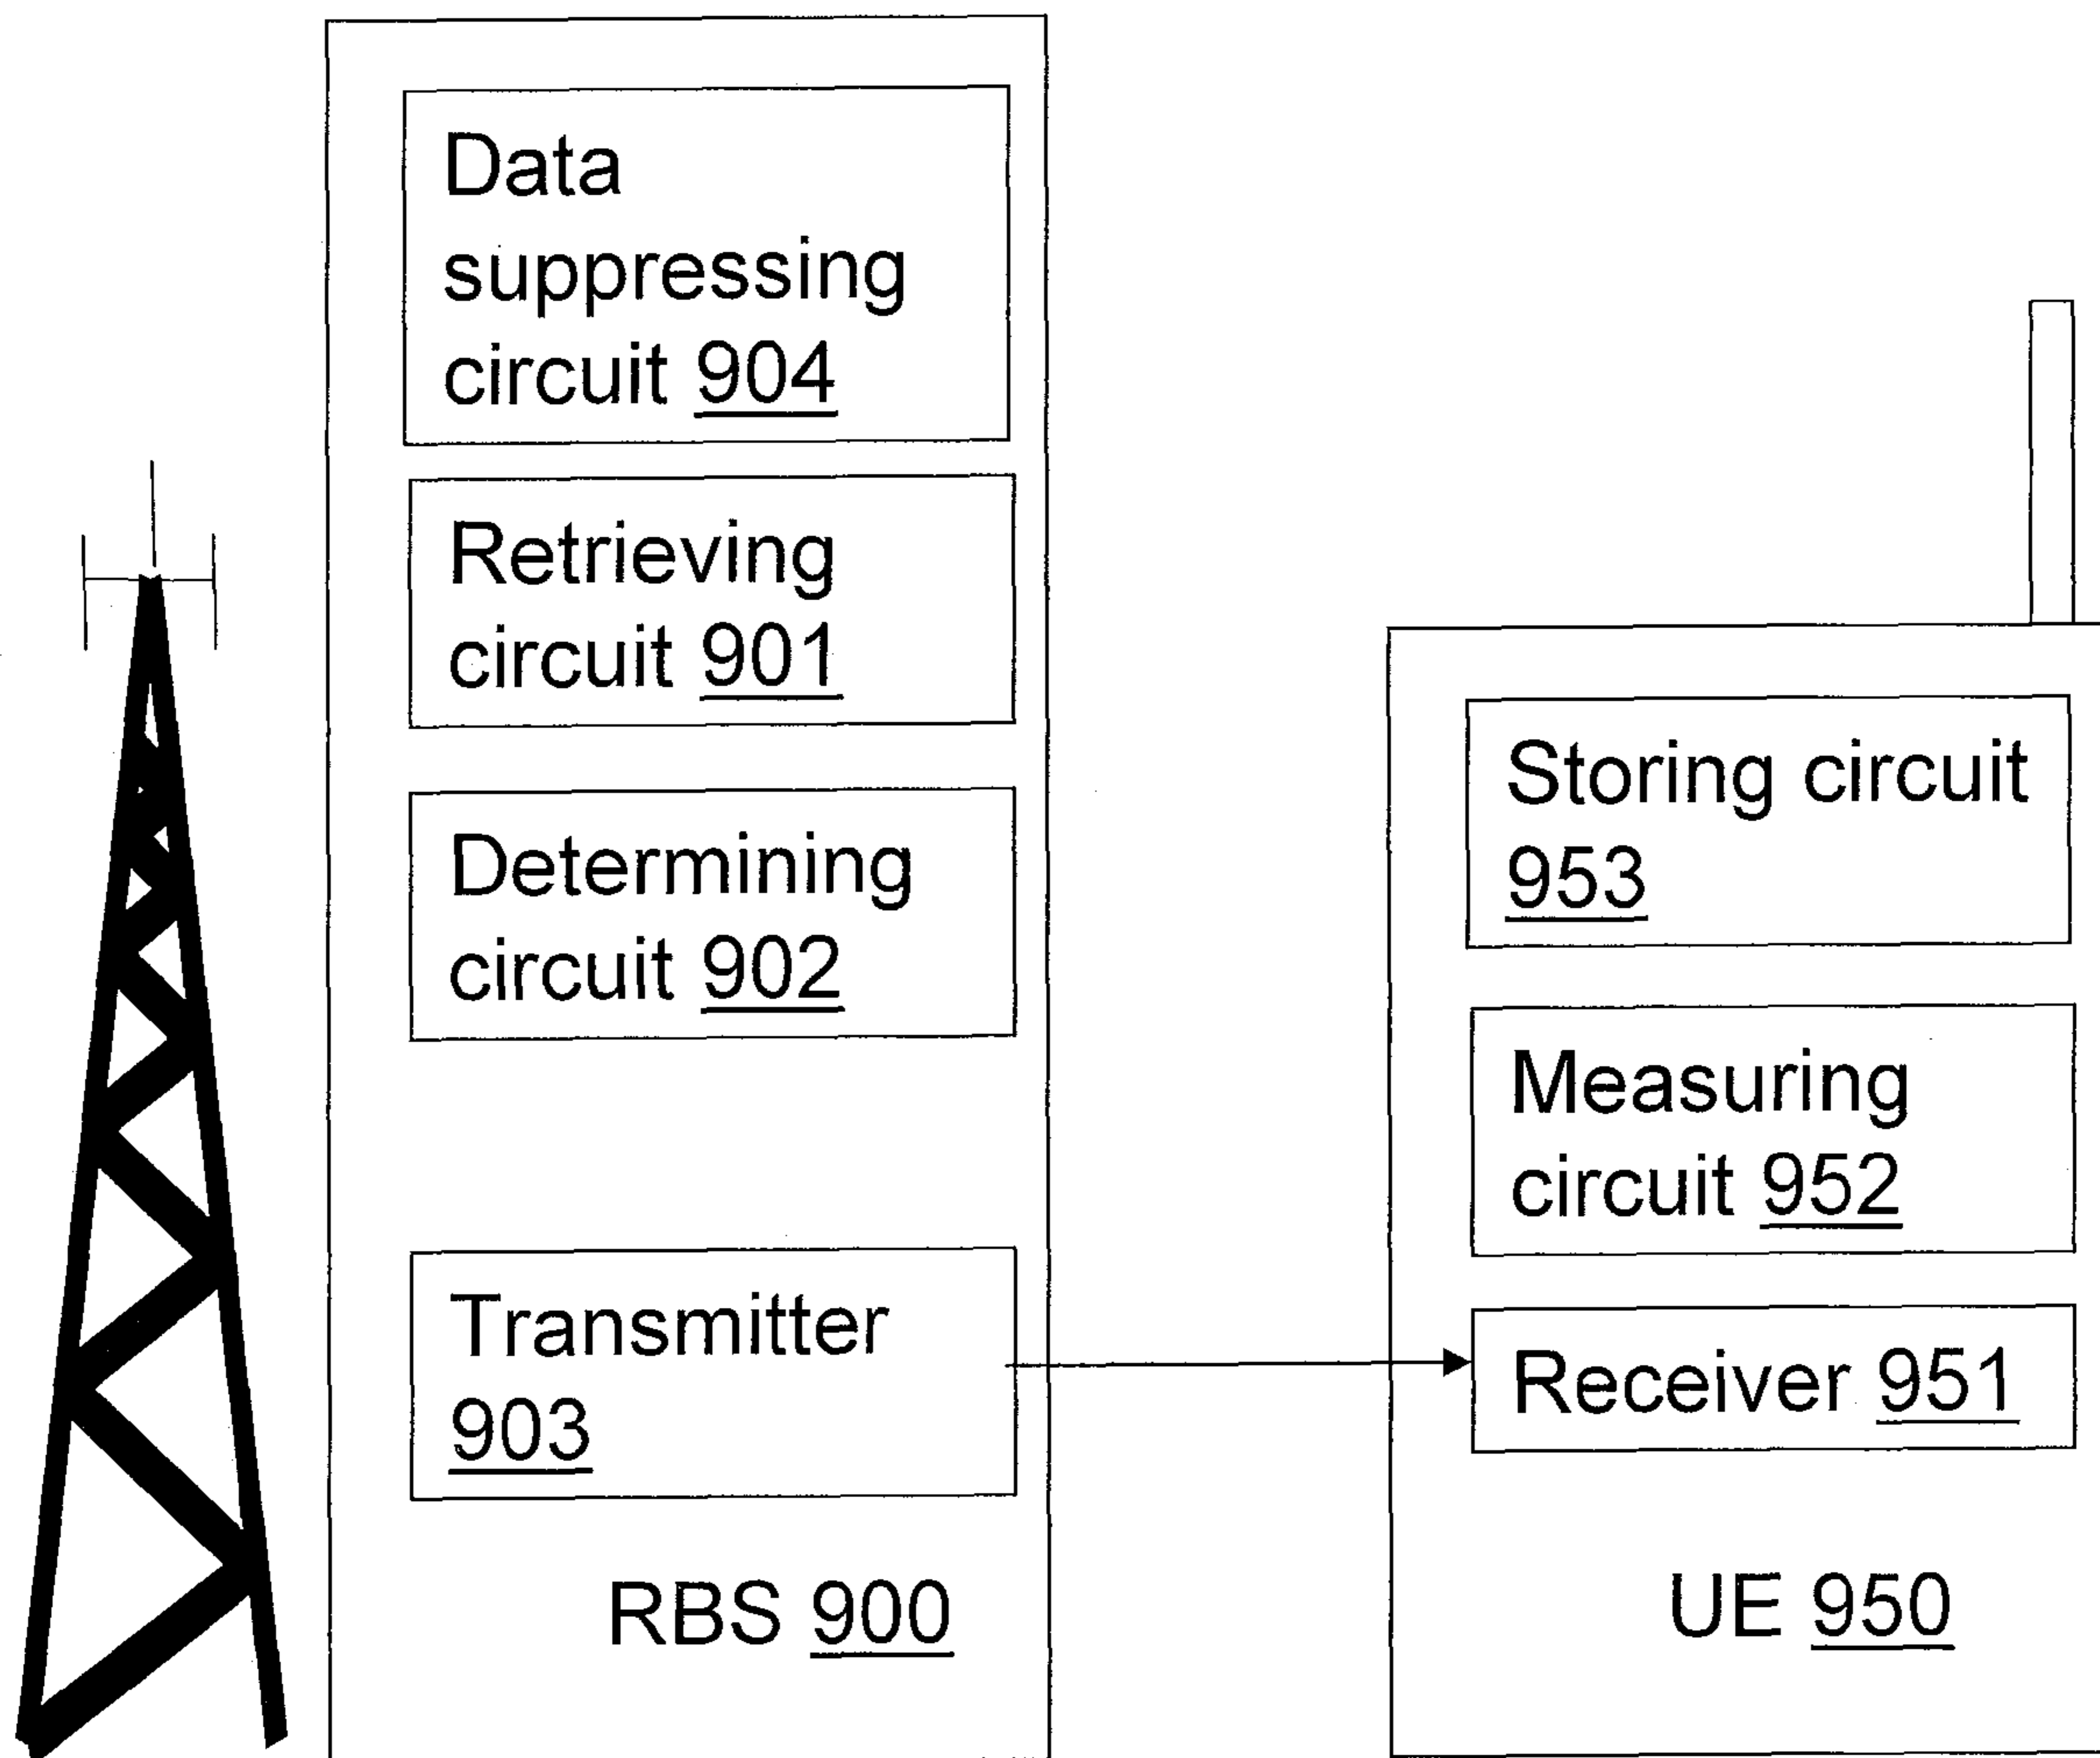 Data
suppressing
circuit 904
Retrieving
circuit 901
Determining
circuit 902
Transmitter
903
RBS 900
Storing circuit
953
Measuring
circuit 952
Receiver 951
UE 950